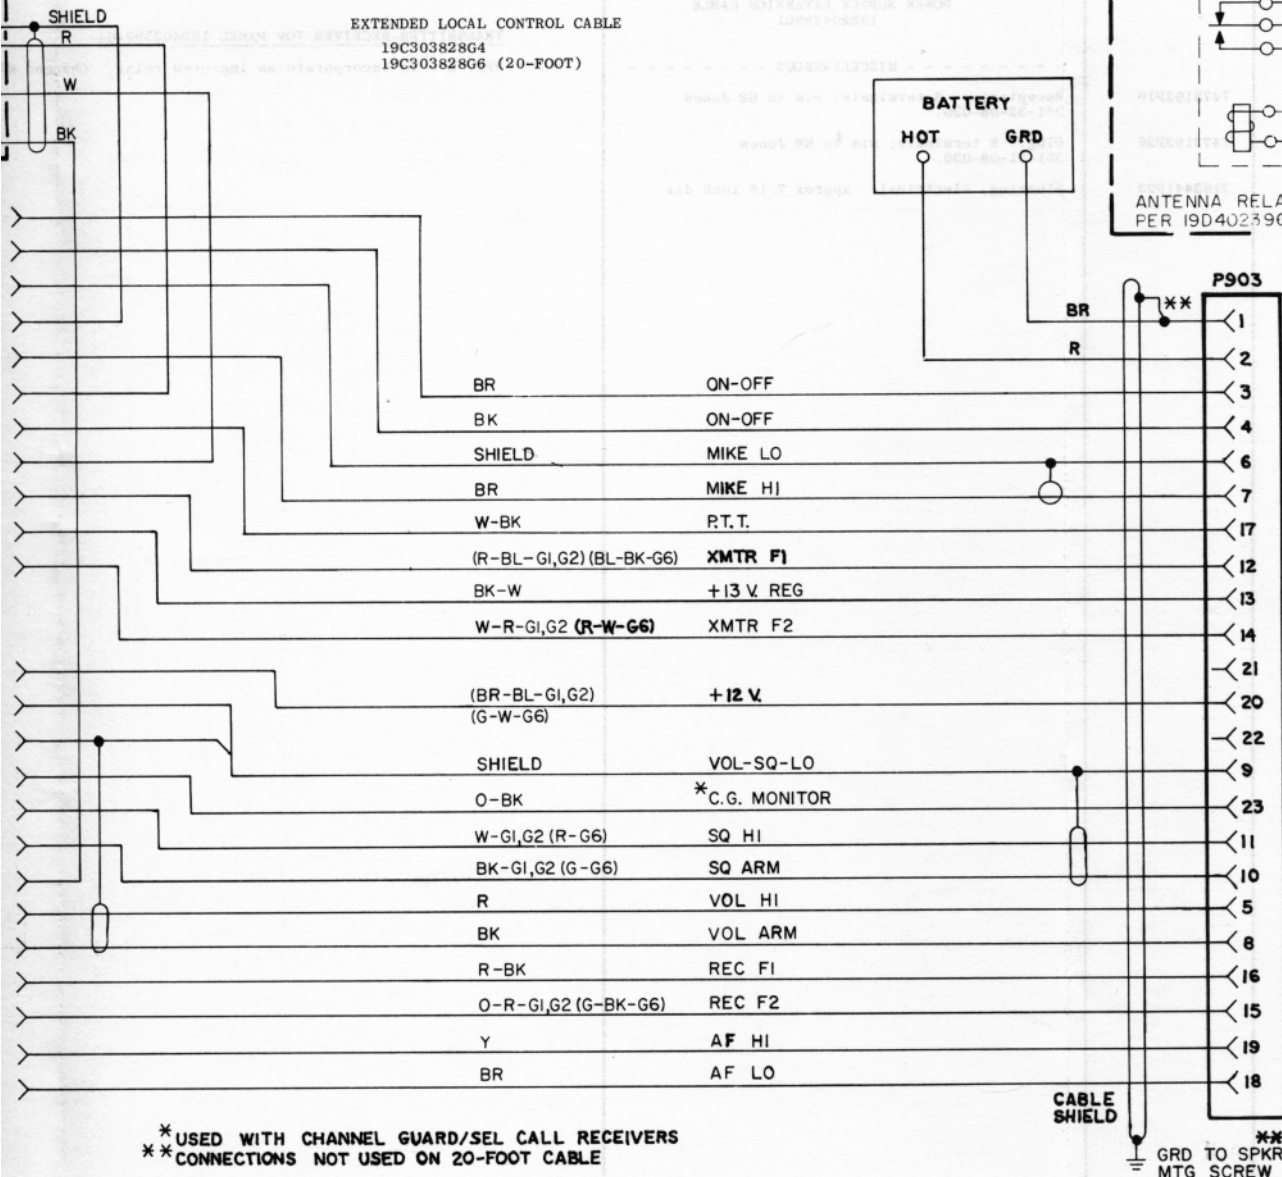 SHIELD
R
W
BK
EXTENDED LOCAL CONTROL CABLE
19C303828G4
19C303828G6 (20-FOOT)
BATTERY
HOT GRD
ANTENNA RELA
PER 19D402396
P903
BR ** 1
R 2
BR ON-OFF 3
BK ON-OFF 4
SHIELD MIKE LO 6
BR MIKE HI 7
W-BK P.T.T. 17
(R-BL-G1,G2)(BL-BK-G6) XMTR F1 12
BK-W +13 V. REG 13
W-R-G1,G2 (R-W-G6) XMTR F2 14
21
(BR-BL-G1,G2) +12 V. 20
(G-W-G6)
22
SHIELD VOL-SQ-LO 9
O-BK *C.G. MONITOR 23
W-G1,G2 (R-G6) SQ HI 11
BK-G1,G2 (G-G6) SQ ARM 10
R VOL HI 5
BK VOL ARM 8
R-BK REC F1 16
O-R-G1,G2 (G-BK-G6) REC F2 15
Y AF HI 19
BR AF LO 18
CABLE
SHIELD
**
GRD TO SPKR
MTG SCREW
* USED WITH CHANNEL GUARD/SEL CALL RECEIVERS
** CONNECTIONS NOT USED ON 20-FOOT CABLE